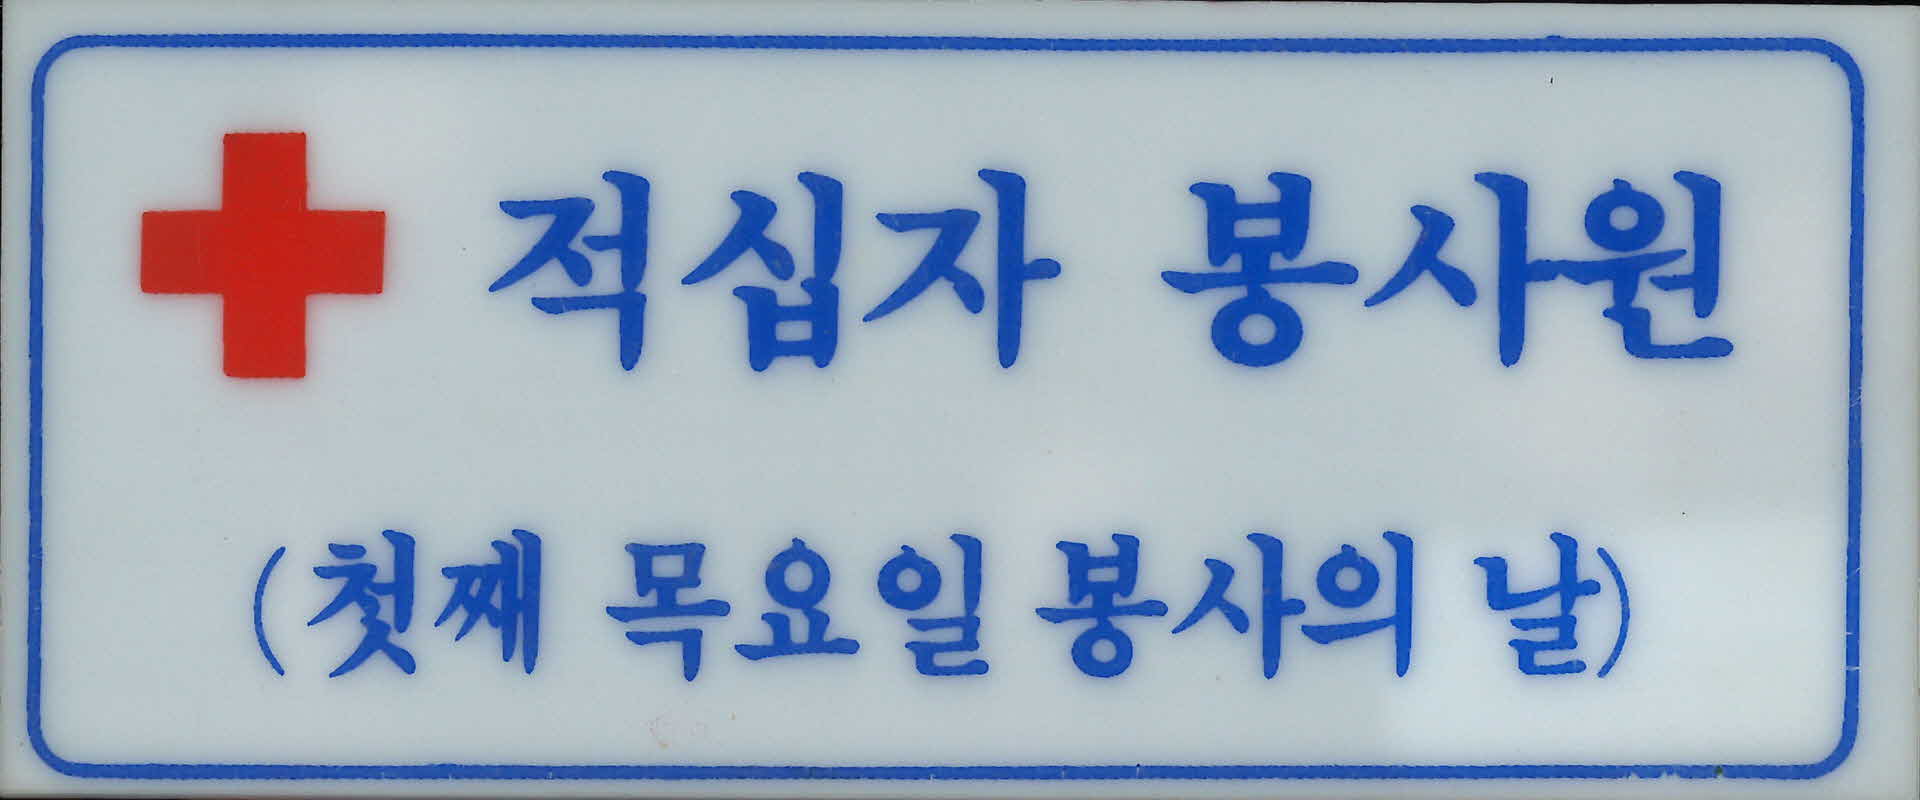 적십자 봉사원
(첫째 목요일 봉사의 날)